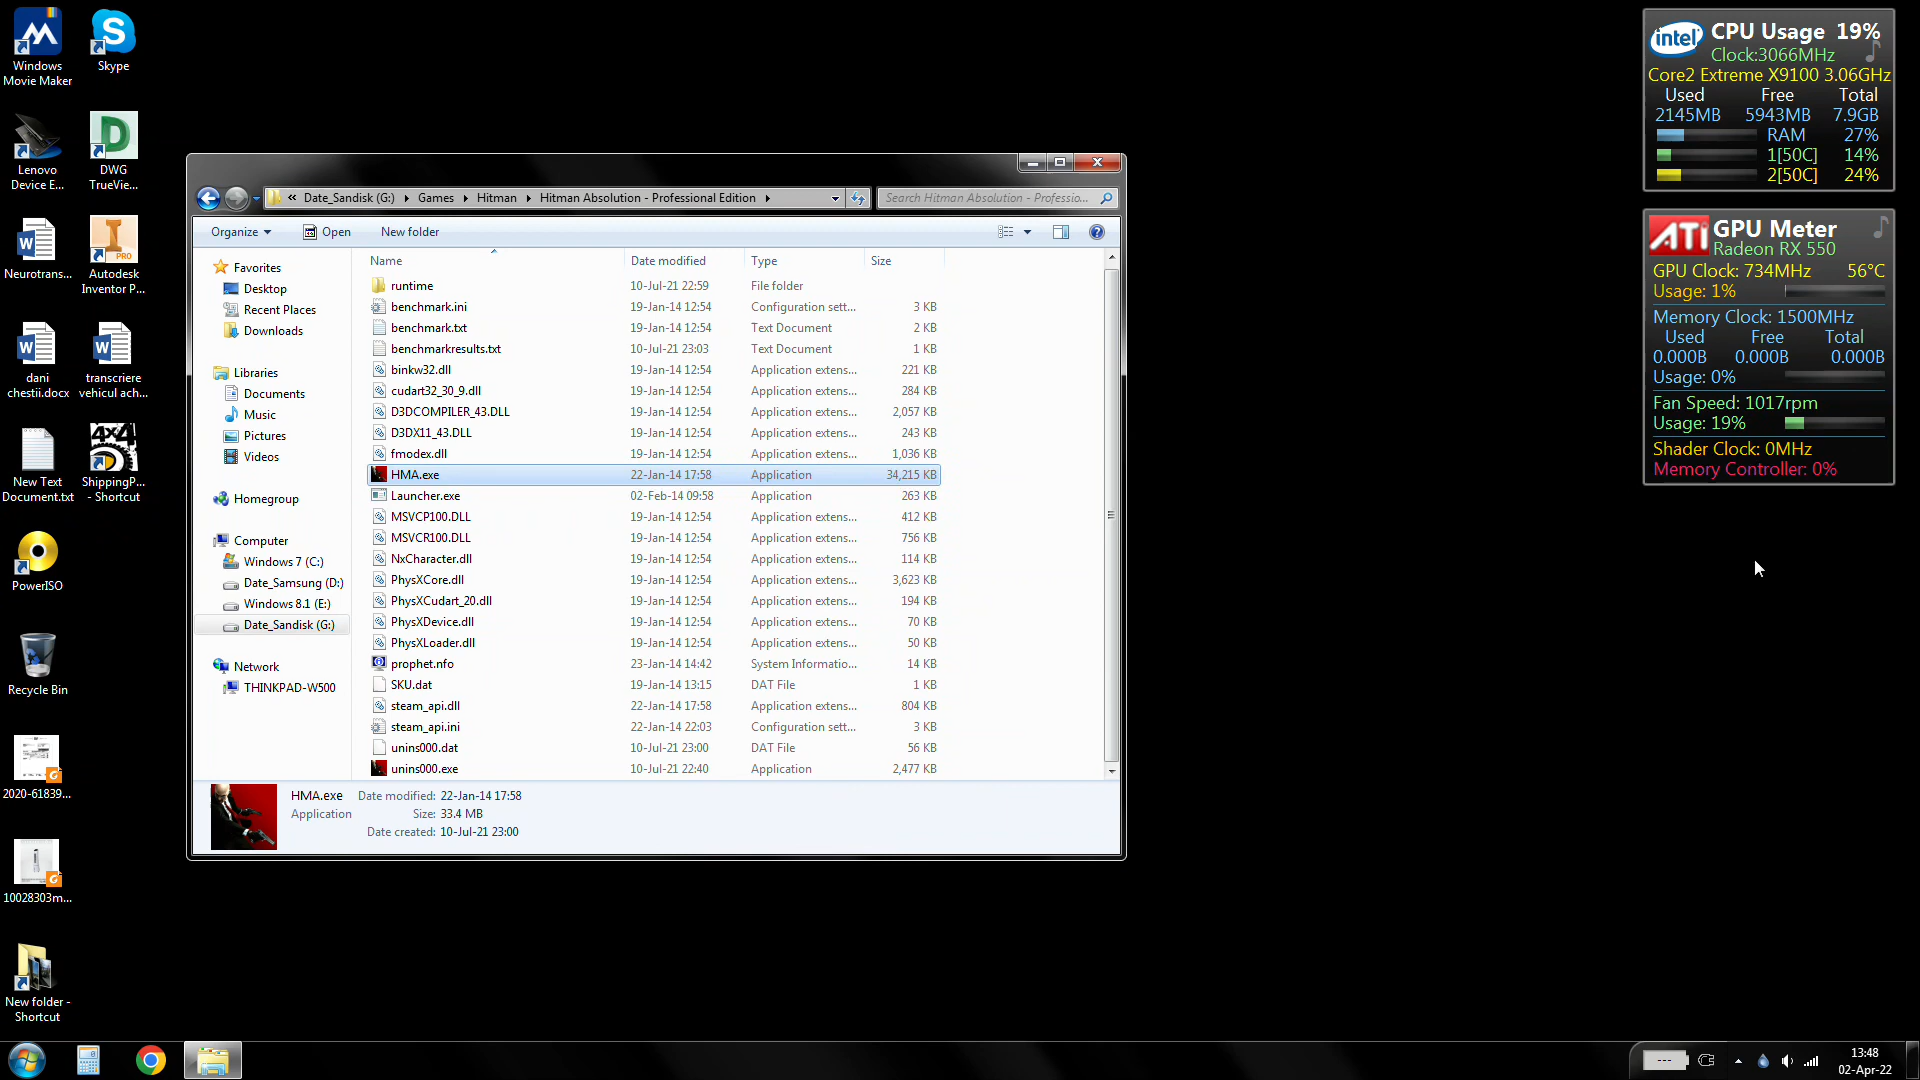 Windows
Movie Maker
Skype
Lenovo
Device E...
DWG
TrueVie...
Neurotrans...
Autodesk
Inventor P...
PRO
dani
chestii.docx
transcriere
vehicul ach...
New Text
Document.txt
4x4
ShippingP...
- Shortcut
PowerISO
Recycle Bin
2020-61839...
10028303m...
New folder -
Shortcut
« Date_Sandisk (G:) Games Hitman Hitman Absolution - Professional Edition
Search Hitman Absolution - Professio...
Organize Open New folder
Favorites
Desktop
Recent Places
Downloads
Libraries
Documents
Music
Pictures
Videos
Homegroup
Computer
Windows 7 (C:)
Date_Samsung (D:)
Windows 8.1 (E:)
Date_Sandisk (G:)
Network
THINKPAD-W500
Name Date modified Type Size
runtime 10-Jul-21 22:59 File folder
benchmark.ini 19-Jan-14 12:54 Configuration sett... 3 KB
benchmark.txt 19-Jan-14 12:54 Text Document 2 KB
benchmarkresults.txt 10-Jul-21 23:03 Text Document 1 KB
binkw32.dll 19-Jan-14 12:54 Application extens... 221 KB
cudart32_30_9.dll 19-Jan-14 12:54 Application extens... 284 KB
D3DCOMPILER_43.DLL 19-Jan-14 12:54 Application extens... 2,057 KB
D3DX11_43.DLL 19-Jan-14 12:54 Application extens... 243 KB
fmodex.dll 19-Jan-14 12:54 Application extens... 1,036 KB
HMA.exe 22-Jan-14 17:58 Application 34,215 KB
Launcher.exe 02-Feb-14 09:58 Application 263 KB
MSVCP100.DLL 19-Jan-14 12:54 Application extens... 412 KB
MSVCR100.DLL 19-Jan-14 12:54 Application extens... 756 KB
NxCharacter.dll 19-Jan-14 12:54 Application extens... 114 KB
PhysXCore.dll 19-Jan-14 12:54 Application extens... 3,623 KB
PhysXCudart_20.dll 19-Jan-14 12:54 Application extens... 194 KB
PhysXDevice.dll 19-Jan-14 12:54 Application extens... 70 KB
PhysXLoader.dll 19-Jan-14 12:54 Application extens... 50 KB
prophet.nfo 23-Jan-14 14:42 System Informatio... 14 KB
SKU.dat 19-Jan-14 13:15 DAT File 1 KB
steam_api.dll 22-Jan-14 17:58 Application extens... 804 KB
steam_api.ini 22-Jan-14 22:03 Configuration sett... 3 KB
unins000.dat 10-Jul-21 23:00 DAT File 56 KB
unins000.exe 10-Jul-21 22:40 Application 2,477 KB
HMA.exe Date modified: 22-Jan-14 17:58
Application Size: 33.4 MB
Date created: 10-Jul-21 23:00
intel CPU Usage 19%
Clock:3066MHz
Core2 Extreme X9100 3.06GHz
Used Free Total
2145MB 5943MB 7.9GB
RAM 27%
1[50C] 14%
2[50C] 24%
ATI GPU Meter
Radeon RX 550
GPU Clock: 734MHz 56°C
Usage: 1%
Memory Clock: 1500MHz
Used Free Total
0.000B 0.000B 0.000B
Usage: 0%
Fan Speed: 1017rpm
Usage: 19%
Shader Clock: 0MHz
Memory Controller: 0%
---
13:48
02-Apr-22